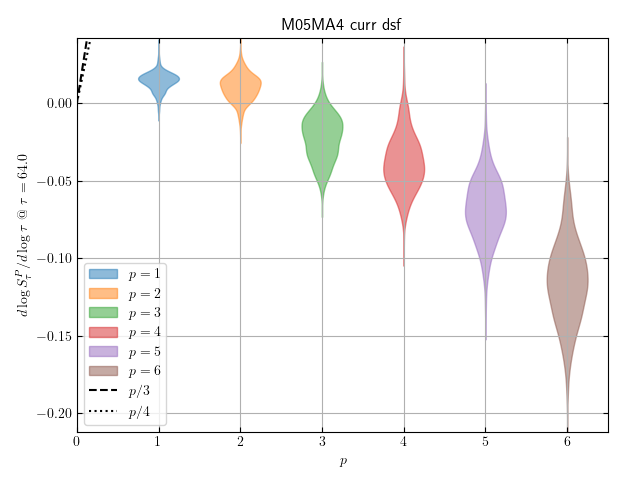 M05MA4 curr dsf
d log S_τ^P / d log τ @ τ = 64.0
0.00
−0.05
−0.10
−0.15
−0.20
p = 1
p = 2
p = 3
p = 4
p = 5
p = 6
p/3
p/4
0 1 2 3 4 5 6
p